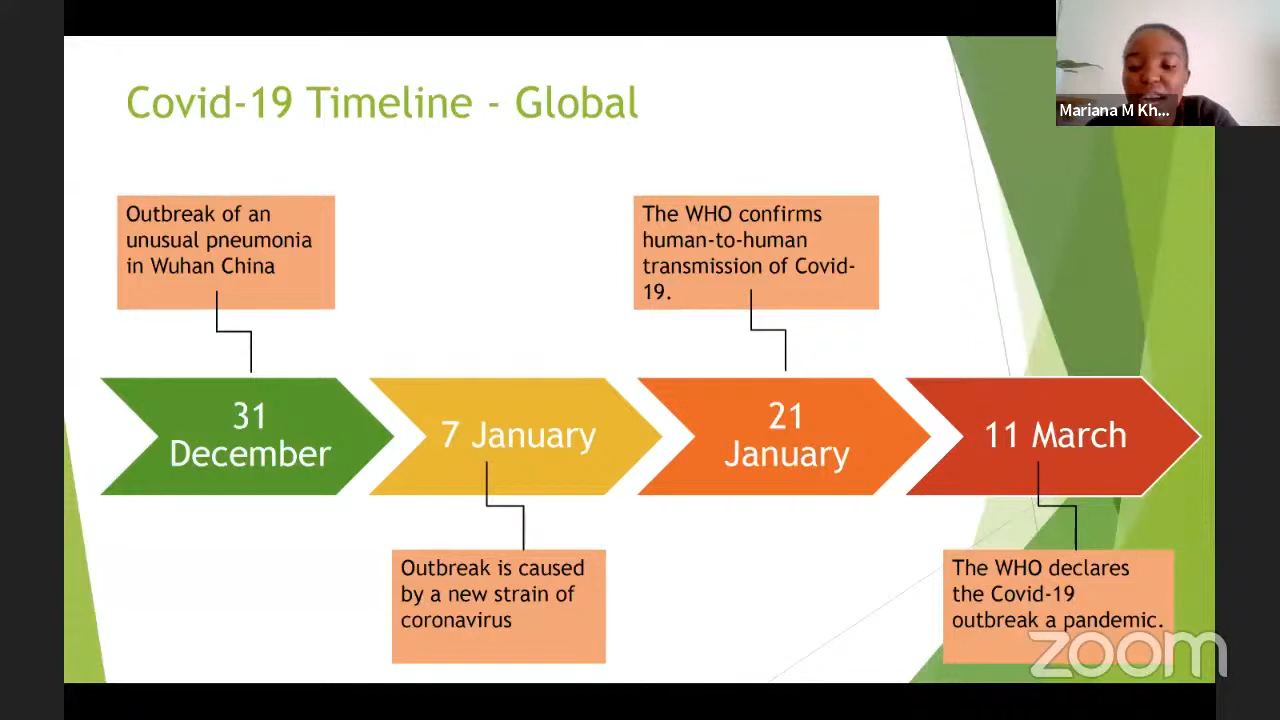 Covid-19 Timeline - Global
Mariana M Kh...
Outbreak of an
unusual pneumonia
in Wuhan China
The WHO confirms
human-to-human
transmission of Covid-
19.
31
December
7 January
21
January
11 March
Outbreak is caused
by a new strain of
coronavirus
The WHO declares
the Covid-19
outbreak a pandemic.
zoom